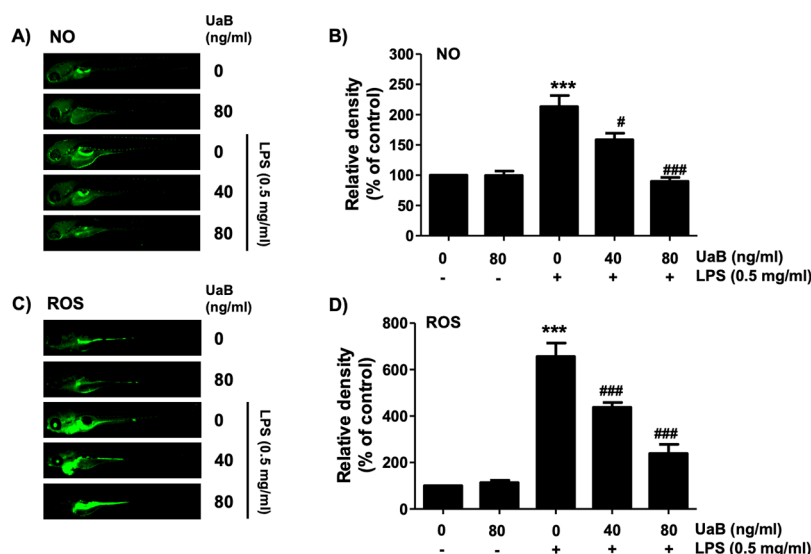 A)
NO
UaB
(ng/ml)
0
80
0
40
80
LPS (0.5 mg/ml)
B)
NO
Relative density
(% of control)
300
250
200
150
100
50
0
***
#
###
0 80 0 40 80 UaB (ng/ml)
- - + + + LPS (0.5 mg/ml)
C)
ROS
UaB
(ng/ml)
0
80
0
40
80
LPS (0.5 mg/ml)
D)
ROS
Relative density
(% of control)
800
600
400
200
0
***
###
###
0 80 0 40 80 UaB (ng/ml)
- - + + + LPS (0.5 mg/ml)